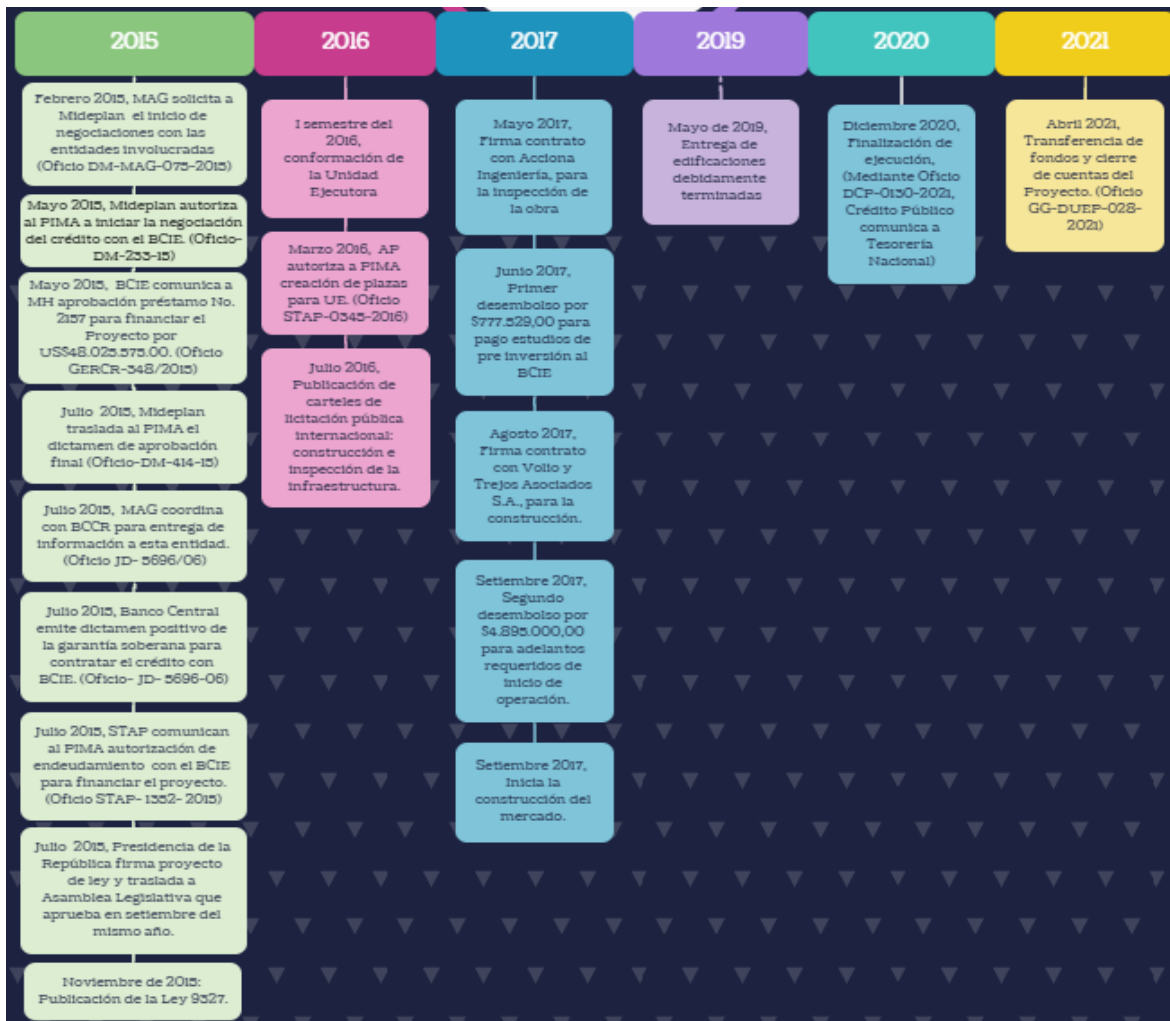 2015
Febrero 2015, MAG solicita a
Mideplan el inicio de
negociaciones con las
entidades involucradas
(Oficio DM-MAG-075-2015)
Mayo 2015, Mideplan autoriza
al PIMA a iniciar la negociación
del crédito con el BCIE. (Oficio-
DM-233-15)
Mayo 2015, BCIE comunica a
MH aprobación préstamo No.
2157 para financiar el
Proyecto por
US$48.025.575.00. (Oficio
GERCR-348/2015)
Julio 2015, Mideplan
traslada al PIMA el
dictamen de aprobación
final (Oficio-DM-414-15)
Julio 2015, MAG coordina
con BCCR para entrega de
información a esta entidad.
(Oficio JD- 5696/06)
Julio 2015, Banco Central
emite dictamen positivo de
la garantía soberana para
contratar el crédito con
BCIE. (Oficio- JD- 5696-06)
Julio 2015, STAP comunican
al PIMA autorización de
endeudamiento con el BCIE
para financiar el proyecto.
(Oficio STAP- 1352- 2015)
Julio 2015, Presidencia de la
República firma proyecto
de ley y traslada a
Asamblea Legislativa que
aprueba en setiembre del
mismo año.
Noviembre de 2015:
Publicación de la Ley 9327.
2016
I semestre del
2016,
conformación de
la Unidad
Ejecutora
Marzo 2016, AP
autoriza a PIMA
creación de plazas
para UE. (Oficio
STAP-0345-2016)
Julio 2016,
Publicación de
carteles de
licitación pública
internacional:
construcción e
inspección de la
infraestructura.
2017
Mayo 2017,
Firma contrato
con Acciona
Ingeniería, para
la inspección de
la obra
Junio 2017,
Primer
desembolso por
$777.529,00 para
pago estudios de
pre inversión al
BCIE
Agosto 2017,
Firma contrato
con Volio y
Trejos Asociados
S.A., para la
construcción.
Setiembre 2017,
Segundo
desembolso por
$4.895.000,00
para adelantos
requeridos de
inicio de
operación.
Setiembre 2017,
Inicia la
construcción del
mercado.
2019
Mayo de 2019,
Entrega de
edificaciones
debidamente
terminadas
2020
Diciembre 2020,
Finalización de
ejecución,
(Mediante Oficio
DCP-0130-2021,
Crédito Público
comunica a
Tesorería
Nacional)
2021
Abril 2021,
Transferencia de
fondos y cierre
de cuentas del
Proyecto. (Oficio
GG-DUEP-028-
2021)